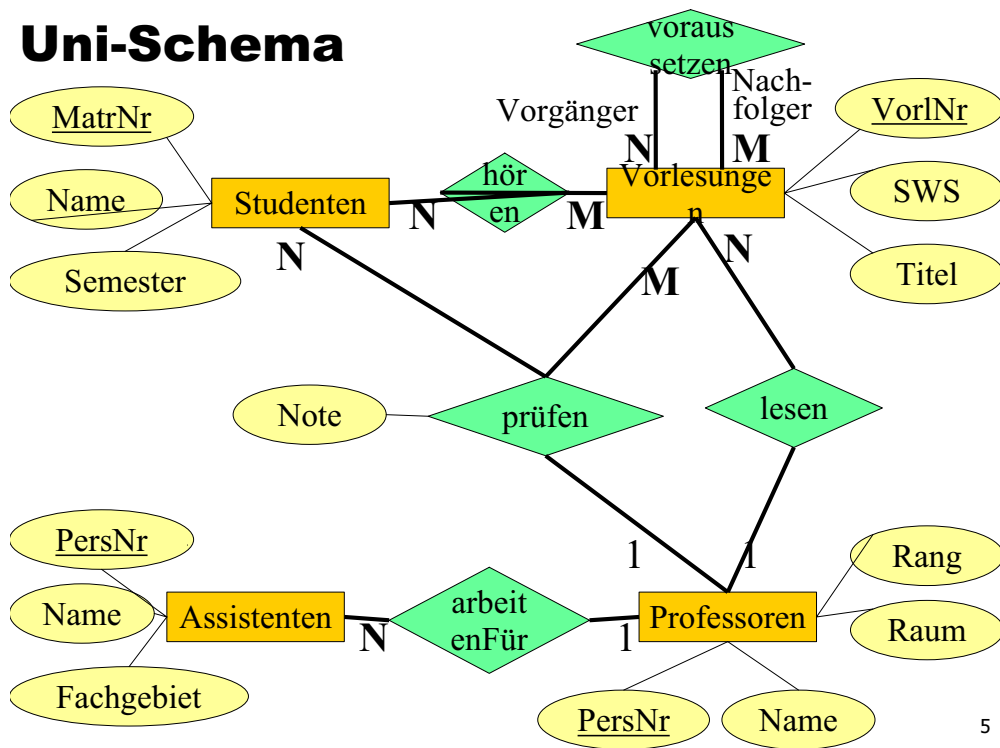 Uni-Schema
voraus
setzen
Vorgänger
Nach-
folger
N
M
MatrNr
Name
Semester
Studenten
N
hör
en
M
Vorlesunge
n
VorlNr
SWS
Titel
N
M
N
Note
prüfen
lesen
1
1
PersNr
Name
Fachgebiet
Assistenten
N
arbeit
enFür
1
Professoren
Rang
Raum
PersNr
Name
5